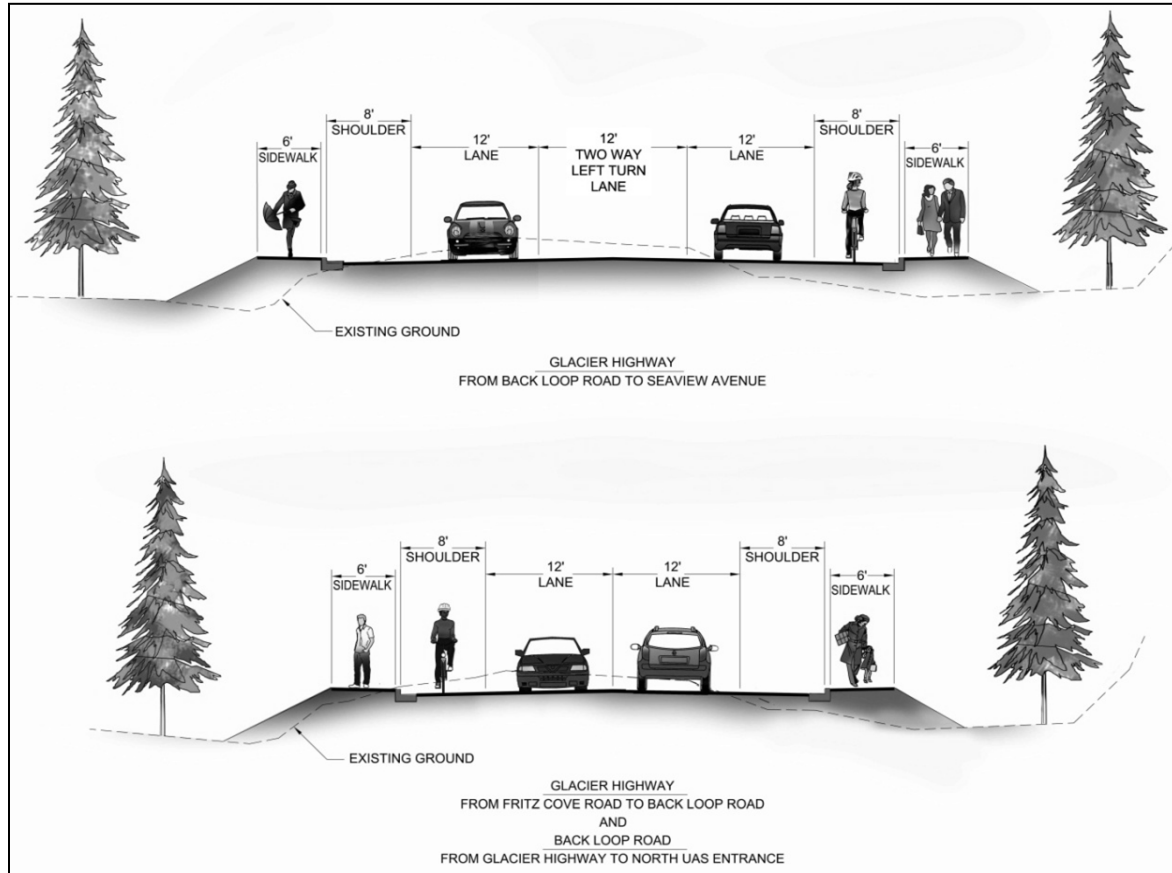 8'
SHOULDER
12'
LANE
12'
TWO WAY
LEFT TURN
LANE
12'
LANE
8'
SHOULDER
6'
SIDEWALK
6'
SIDEWALK
EXISTING GROUND
GLACIER HIGHWAY
FROM BACK LOOP ROAD TO SEAVIEW AVENUE
8'
SHOULDER
8'
SHOULDER
6'
SIDEWALK
12'
LANE
12'
LANE
6'
SIDEWALK
EXISTING GROUND
GLACIER HIGHWAY
FROM FRITZ COVE ROAD TO BACK LOOP ROAD
AND
BACK LOOP ROAD
FROM GLACIER HIGHWAY TO NORTH UAS ENTRANCE